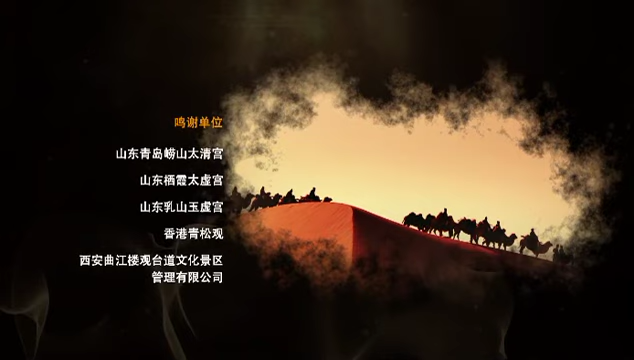 鸣谢单位
山东青岛崂山太清宫
山东栖霞太虚宫
山东乳山玉虚宫
香港青松观
西安曲江楼观台道文化景区
管理有限公司